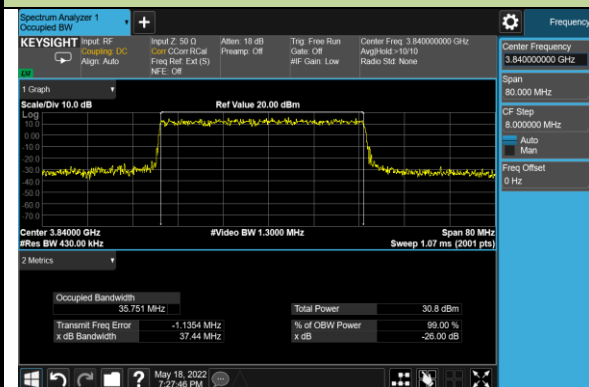 Spectrum Analyzer 1
Occupied BW
+
Frequency
KEYSIGHT
Input: RF
Coupling: DC
Align: Auto
Input Z: 50 Ω
Corr CCorr RCal
Freq Ref: Ext (S)
NFE: Off
Atten: 18 dB
Preamp: Off
Trig: Free Run
Gate: Off
#IF Gain: Low
Center Freq: 3.840000000 GHz
Avg|Hold:>10/10
Radio Std: None
Center Frequency
3.840000000 GHz
Span
80.000 MHz
CF Step
8.000000 MHz
Auto
Man
Freq Offset
0 Hz
1 Graph
Scale/Div 10.0 dB
Ref Value 20.00 dBm
Log
10.0
0.00
-10.0
-20.0
-30.0
-40.0
-50.0
-60.0
-70.0
Center 3.84000 GHz
#Video BW 1.3000 MHz
Span 80 MHz
#Res BW 430.00 kHz
Sweep 1.07 ms (2001 pts)
2 Metrics
Occupied Bandwidth
35.751 MHz
Total Power 30.8 dBm
Transmit Freq Error -1.1354 MHz
% of OBW Power 99.00 %
x dB Bandwidth 37.44 MHz
x dB -26.00 dB
?
May 18, 2022
7:27:46 PM